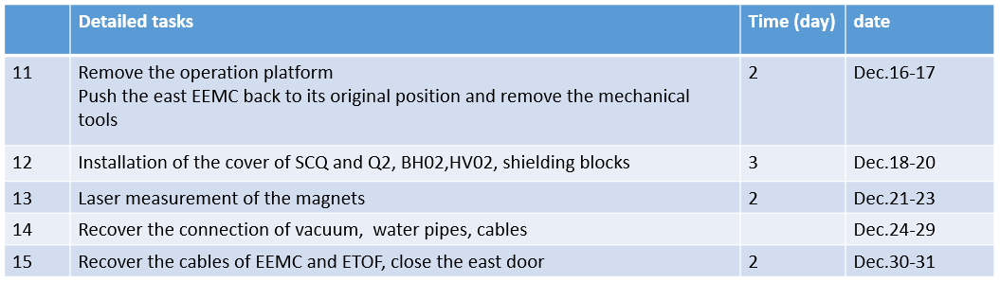 Detailed tasks Time (day) date
11 Remove the operation platform 2 Dec.16-17
Push the east EEMC back to its original position and remove the mechanical
tools
12 Installation of the cover of SCQ and Q2, BH02,HV02, shielding blocks 3 Dec.18-20
13 Laser measurement of the magnets 2 Dec.21-23
14 Recover the connection of vacuum, water pipes, cables Dec.24-29
15 Recover the cables of EEMC and ETOF, close the east door 2 Dec.30-31